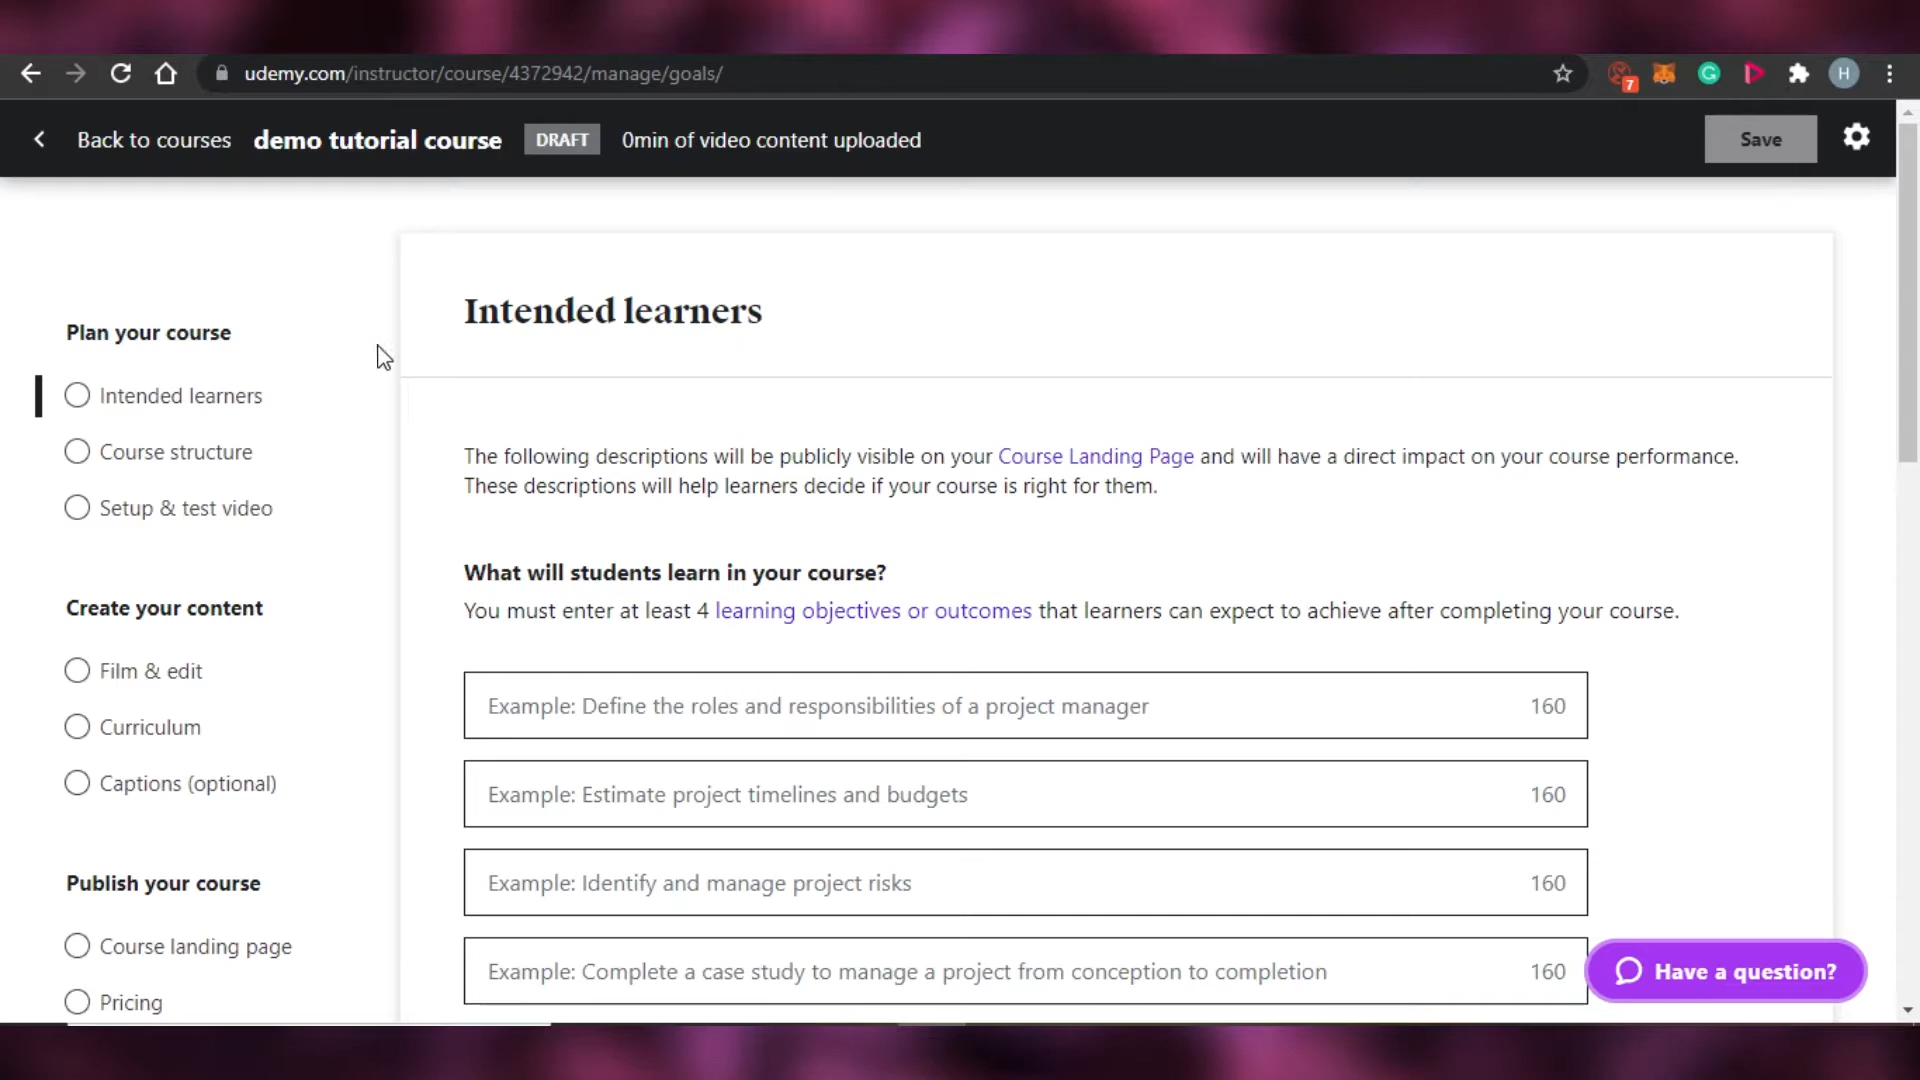 udemy.com/instructor/course/4372942/manage/goals/
7
G
H
Back to courses demo tutorial course DRAFT 0min of video content uploaded Save
Plan your course
Intended learners
Course structure
Setup & test video
Create your content
Film & edit
Curriculum
Captions (optional)
Publish your course
Course landing page
Pricing
Intended learners
The following descriptions will be publicly visible on your Course Landing Page and will have a direct impact on your course performance.
These descriptions will help learners decide if your course is right for them.
What will students learn in your course?
You must enter at least 4 learning objectives or outcomes that learners can expect to achieve after completing your course.
Example: Define the roles and responsibilities of a project manager 160
Example: Estimate project timelines and budgets 160
Example: Identify and manage project risks 160
Example: Complete a case study to manage a project from conception to completion 160
Have a question?